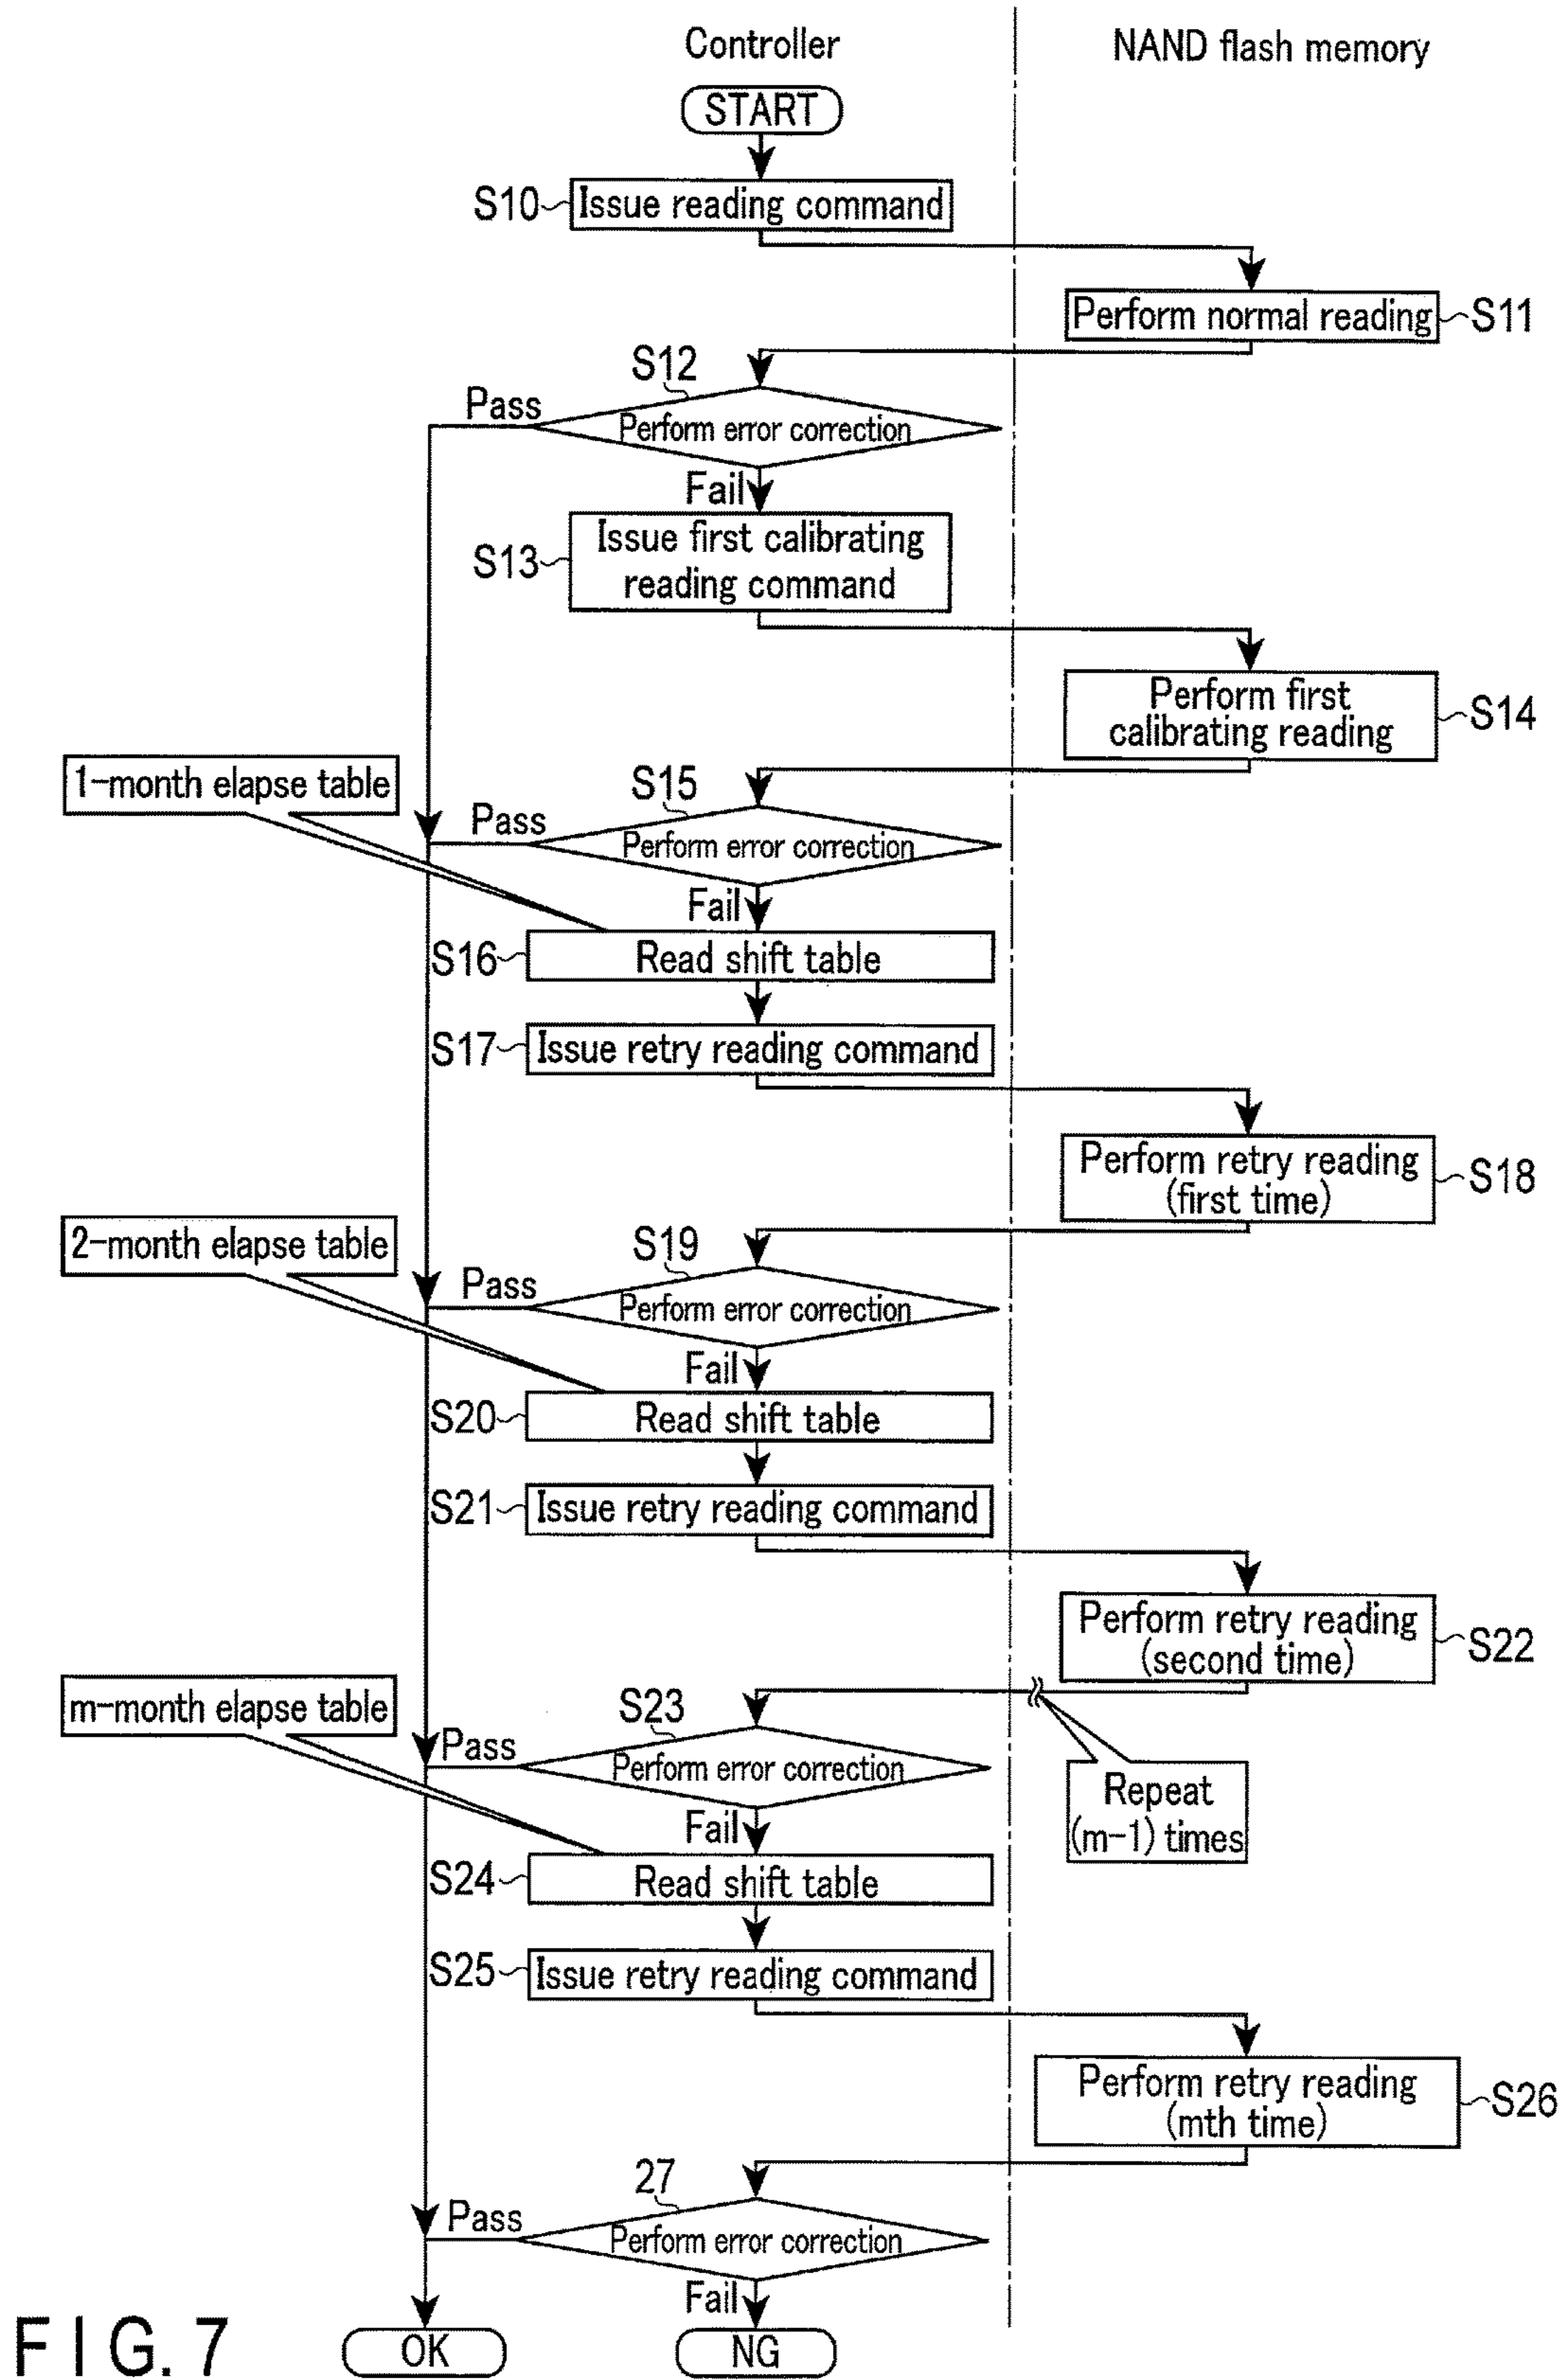 Controller
NAND flash memory
START
S10
Issue reading command
Perform normal reading
S11
S12
Pass
Perform error correction
Fail
S13
Issue first calibrating
reading command
Perform first
calibrating reading
S14
1-month elapse table
S15
Pass
Perform error correction
Fail
S16
Read shift table
S17
Issue retry reading command
Perform retry reading
(first time)
S18
2-month elapse table
S19
Pass
Perform error correction
Fail
S20
Read shift table
S21
Issue retry reading command
Perform retry reading
(second time)
S22
m-month elapse table
S23
Pass
Perform error correction
Repeat
(m-1) times
Fail
S24
Read shift table
S25
Issue retry reading command
Perform retry reading
(mth time)
S26
27
Pass
Perform error correction
Fail
OK
NG
FIG. 7